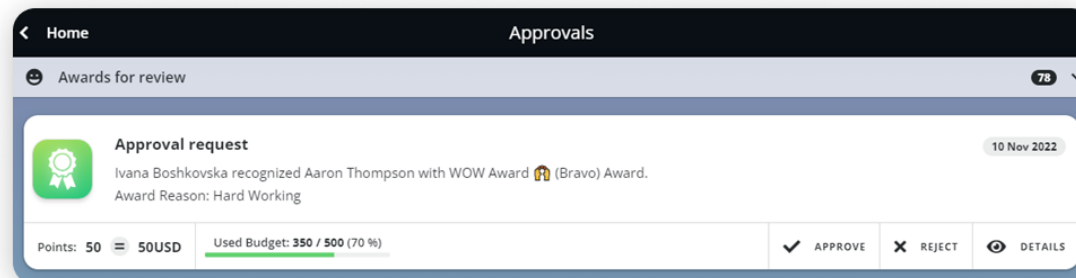 Home
Approvals
Awards for review
78
Approval request
10 Nov 2022
Ivana Boshkovska recognized Aaron Thompson with WOW Award 🙌 (Bravo) Award.
Award Reason: Hard Working
Points: 50 = 50USD
Used Budget: 350 / 500 (70 %)
APPROVE
REJECT
DETAILS